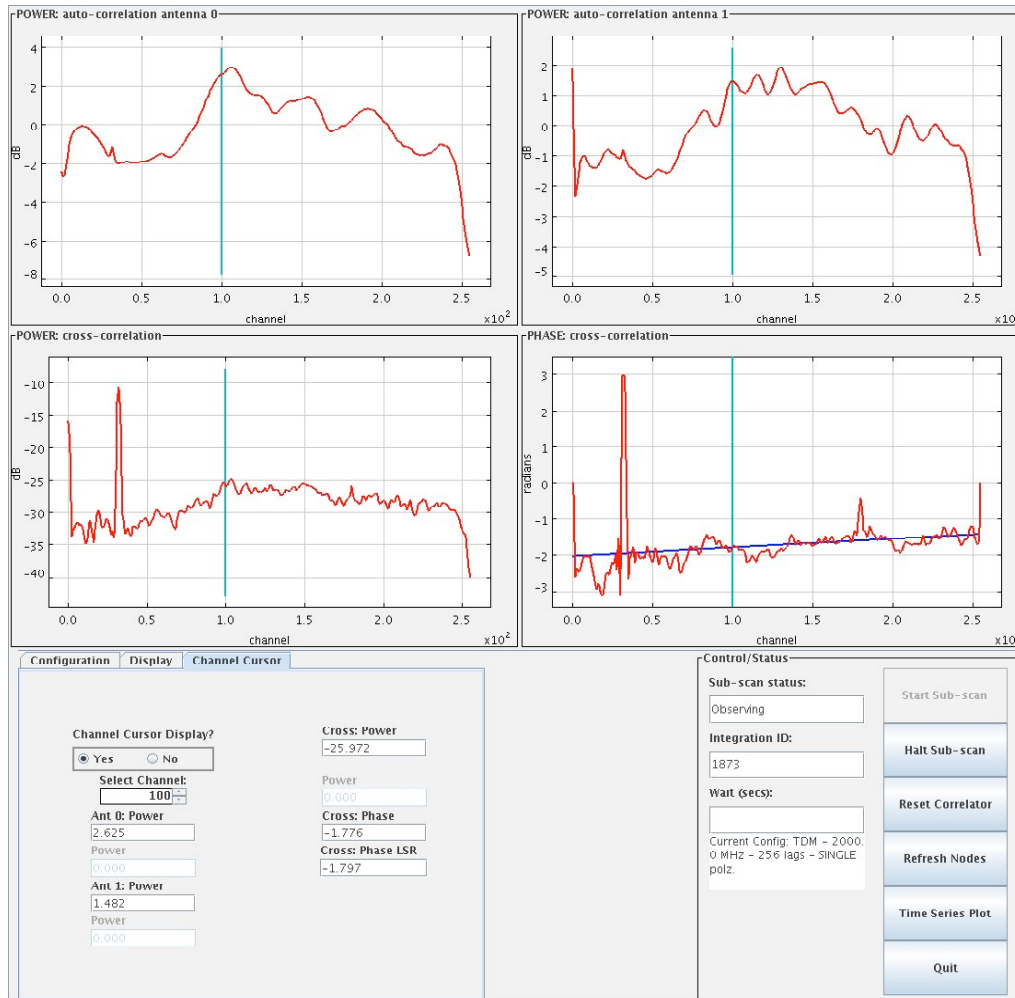 POWER: auto-correlation antenna 0
4
2
0
-2
-4
-6
-8
dB
0.0 0.5 1.0 1.5 2.0 2.5
channel x10²
POWER: auto-correlation antenna 1
2
1
0
-1
-2
-3
-4
-5
dB
0.0 0.5 1.0 1.5 2.0 2.5
channel x10
POWER: cross-correlation
-10
-15
-20
-25
-30
-35
-40
dB
0.0 0.5 1.0 1.5 2.0 2.5
channel x10²
PHASE: cross-correlation
3
2
1
0
-1
-2
-3
radians
0.0 0.5 1.0 1.5 2.0 2.5
channel x10
Configuration Display Channel Cursor
Channel Cursor Display?
Yes No
Select Channel:
100
Ant 0: Power
2.625
Power
0.000
Ant 1: Power
1.482
Power
0.000
Cross: Power
-25.972
Power
0.000
Cross: Phase
-1.776
Cross: Phase LSR
-1.797
Control/Status
Sub-scan status:
Observing
Integration ID:
1873
Wait (secs):
Current Config: TDM - 2000.
0 MHz - 256 lags - SINGLE
polz.
Start Sub-scan
Halt Sub-scan
Reset Correlator
Refresh Nodes
Time Series Plot
Quit